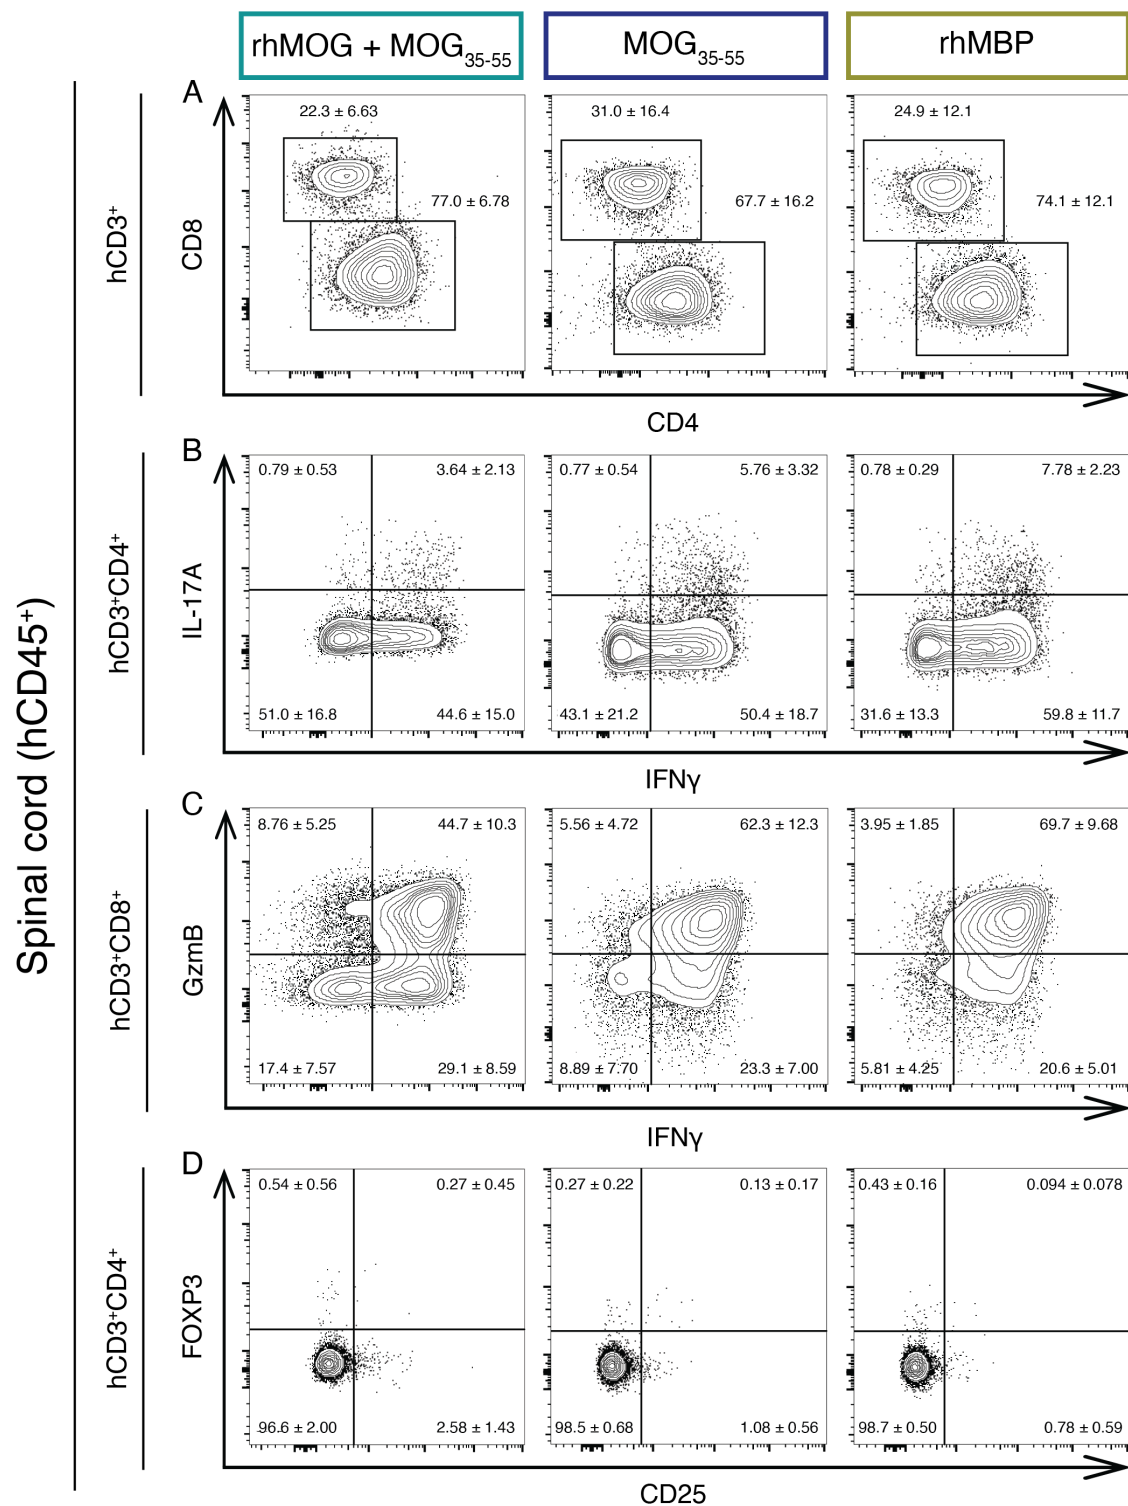 rhMOG + MOG35-55
MOG35-55
rhMBP
Spinal cord (hCD45+)
A
hCD3+
CD8
22.3 ± 6.63
77.0 ± 6.78
31.0 ± 16.4
67.7 ± 16.2
24.9 ± 12.1
74.1 ± 12.1
CD4
B
hCD3+CD4+
IL-17A
0.79 ± 0.53
3.64 ± 2.13
0.77 ± 0.54
5.76 ± 3.32
0.78 ± 0.29
7.78 ± 2.23
51.0 ± 16.8
44.6 ± 15.0
43.1 ± 21.2
50.4 ± 18.7
31.6 ± 13.3
59.8 ± 11.7
IFNγ
C
hCD3+CD8+
GzmB
8.76 ± 5.25
44.7 ± 10.3
5.56 ± 4.72
62.3 ± 12.3
3.95 ± 1.85
69.7 ± 9.68
17.4 ± 7.57
29.1 ± 8.59
8.89 ± 7.70
23.3 ± 7.00
5.81 ± 4.25
20.6 ± 5.01
IFNγ
D
hCD3+CD4+
FOXP3
0.54 ± 0.56
0.27 ± 0.45
0.27 ± 0.22
0.13 ± 0.17
0.43 ± 0.16
0.094 ± 0.078
96.6 ± 2.00
2.58 ± 1.43
98.5 ± 0.68
1.08 ± 0.56
98.7 ± 0.50
0.78 ± 0.59
CD25